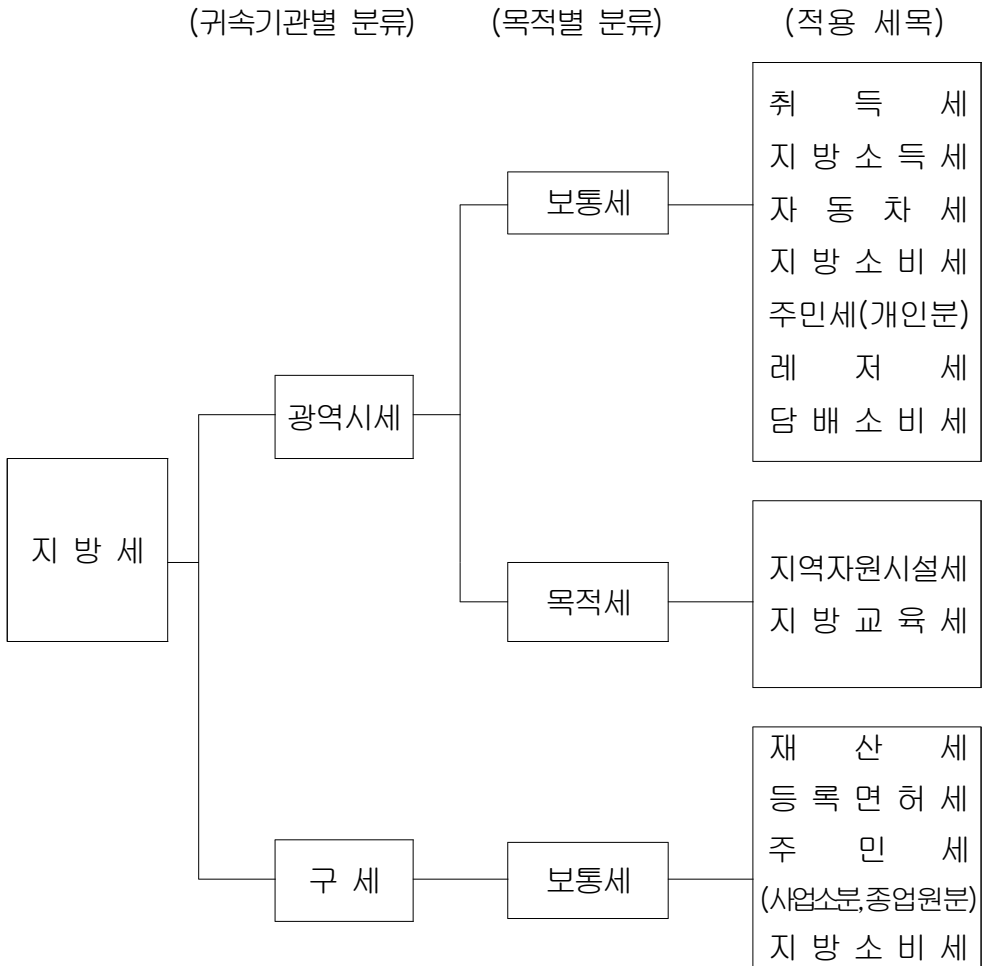 (귀속기관별 분류) (목적별 분류) (적용 세목)
취 득 세
지 방 소 득 세
보통세
자 동 차 세
지 방 소 비 세
주민세(개인분)
레 저 세
광역시세
담 배 소 비 세
지 방 세
지역자원시설세
목적세
지 방 교 육 세
재 산 세
등 록 면 허 세
주 민 세
구 세
보통세
(사업소분,종업원분)
지 방 소 비 세